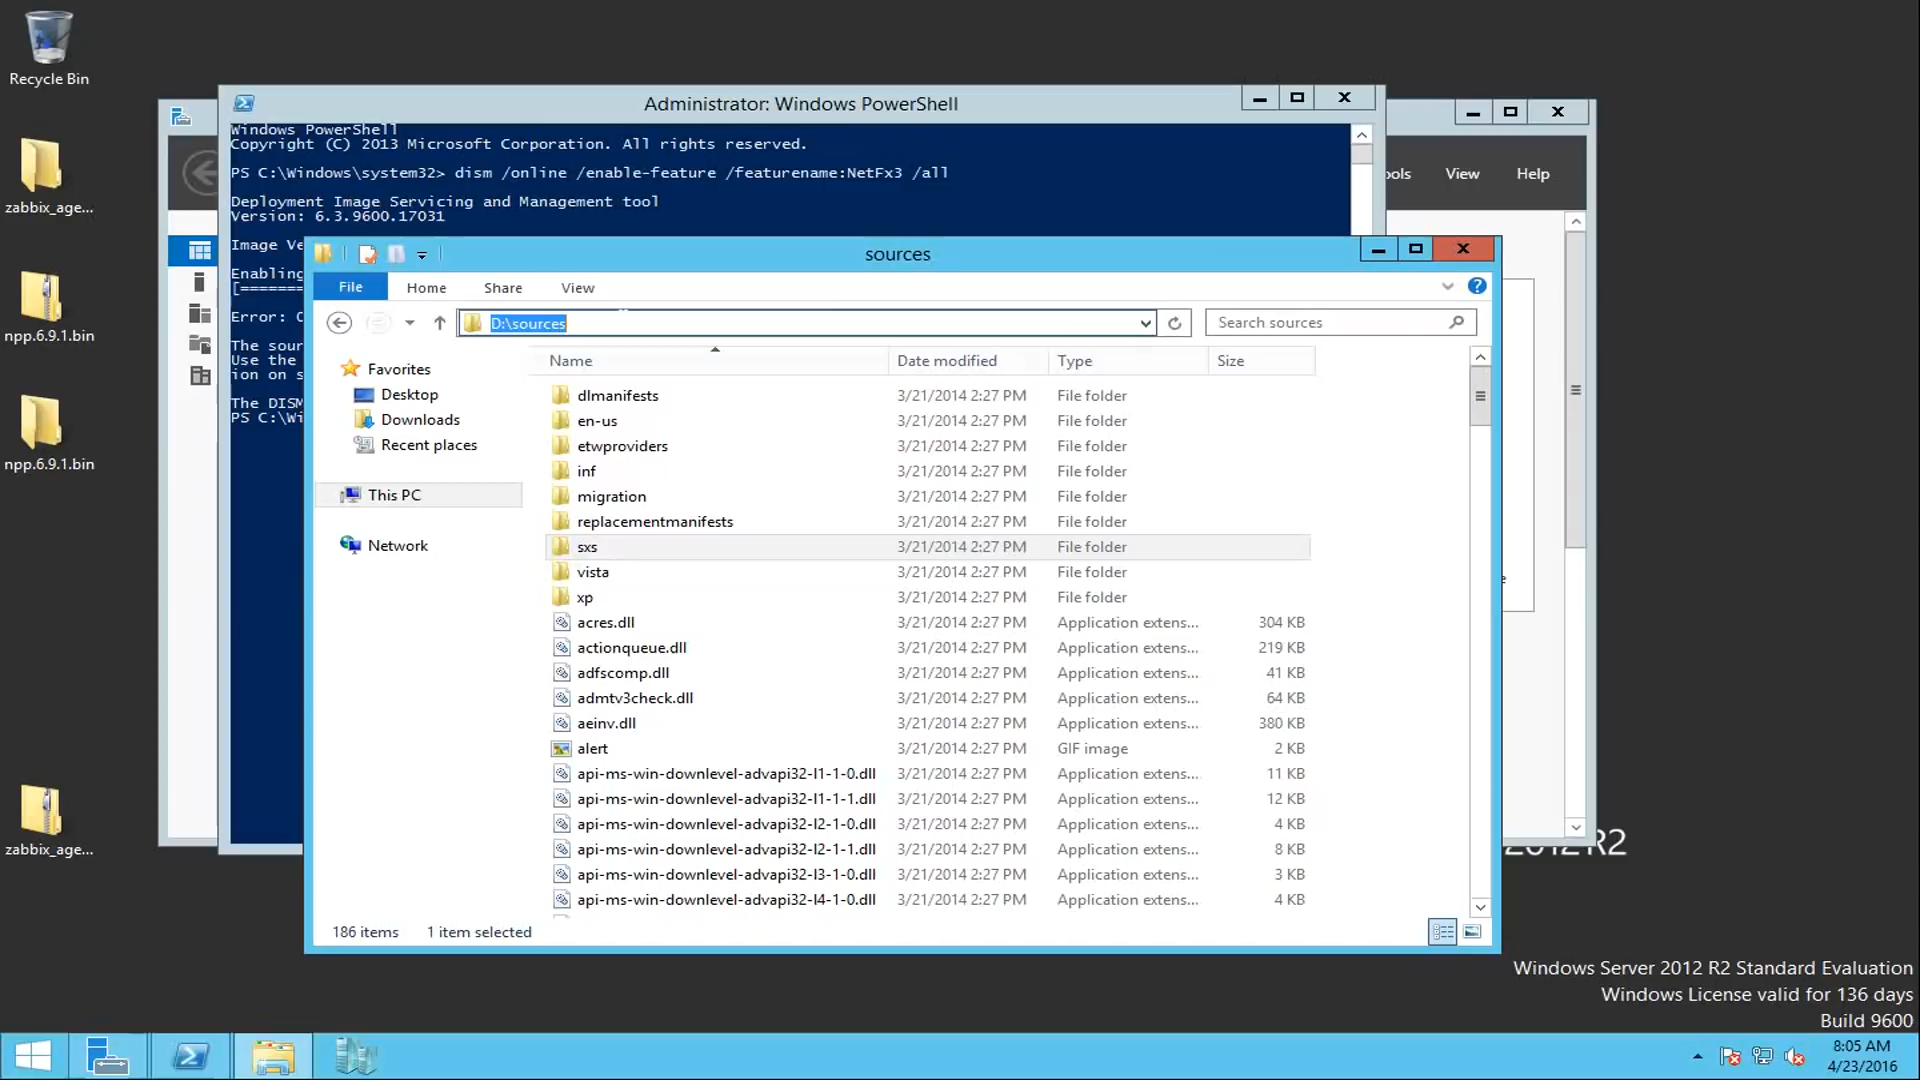 Recycle Bin
zabbix_age...
npp.6.9.1.bin
npp.6.9.1.bin
zabbix_age...
Administrator: Windows PowerShell
Windows PowerShell
Copyright (C) 2013 Microsoft Corporation. All rights reserved.
PS C:\Windows\system32> dism /online /enable-feature /featurename:NetFx3 /all
Deployment Image Servicing and Management tool
Version: 6.3.9600.17031
Image Ve
Enabling
[=======
Error: 0
The sour
Use the
ion on s
The DISM
PS C:\Wi
View
Help
sources
File
Home
Share
View
D:\sources
Search sources
Favorites
Desktop
Downloads
Recent places
This PC
Network
Name Date modified Type Size
dlmanifests 3/21/2014 2:27 PM File folder
en-us 3/21/2014 2:27 PM File folder
etwproviders 3/21/2014 2:27 PM File folder
inf 3/21/2014 2:27 PM File folder
migration 3/21/2014 2:27 PM File folder
replacementmanifests 3/21/2014 2:27 PM File folder
sxs 3/21/2014 2:27 PM File folder
vista 3/21/2014 2:27 PM File folder
xp 3/21/2014 2:27 PM File folder
acres.dll 3/21/2014 2:27 PM Application extens... 304 KB
actionqueue.dll 3/21/2014 2:27 PM Application extens... 219 KB
adfscomp.dll 3/21/2014 2:27 PM Application extens... 41 KB
admtv3check.dll 3/21/2014 2:27 PM Application extens... 64 KB
aeinv.dll 3/21/2014 2:27 PM Application extens... 380 KB
alert 3/21/2014 2:27 PM GIF image 2 KB
api-ms-win-downlevel-advapi32-l1-1-0.dll 3/21/2014 2:27 PM Application extens... 11 KB
api-ms-win-downlevel-advapi32-l1-1-1.dll 3/21/2014 2:27 PM Application extens... 12 KB
api-ms-win-downlevel-advapi32-l2-1-0.dll 3/21/2014 2:27 PM Application extens... 4 KB
api-ms-win-downlevel-advapi32-l2-1-1.dll 3/21/2014 2:27 PM Application extens... 8 KB
api-ms-win-downlevel-advapi32-l3-1-0.dll 3/21/2014 2:27 PM Application extens... 3 KB
api-ms-win-downlevel-advapi32-l4-1-0.dll 3/21/2014 2:27 PM Application extens... 4 KB
186 items 1 item selected
Windows Server 2012 R2 Standard Evaluation
Windows License valid for 136 days
Build 9600
8:05 AM
4/23/2016